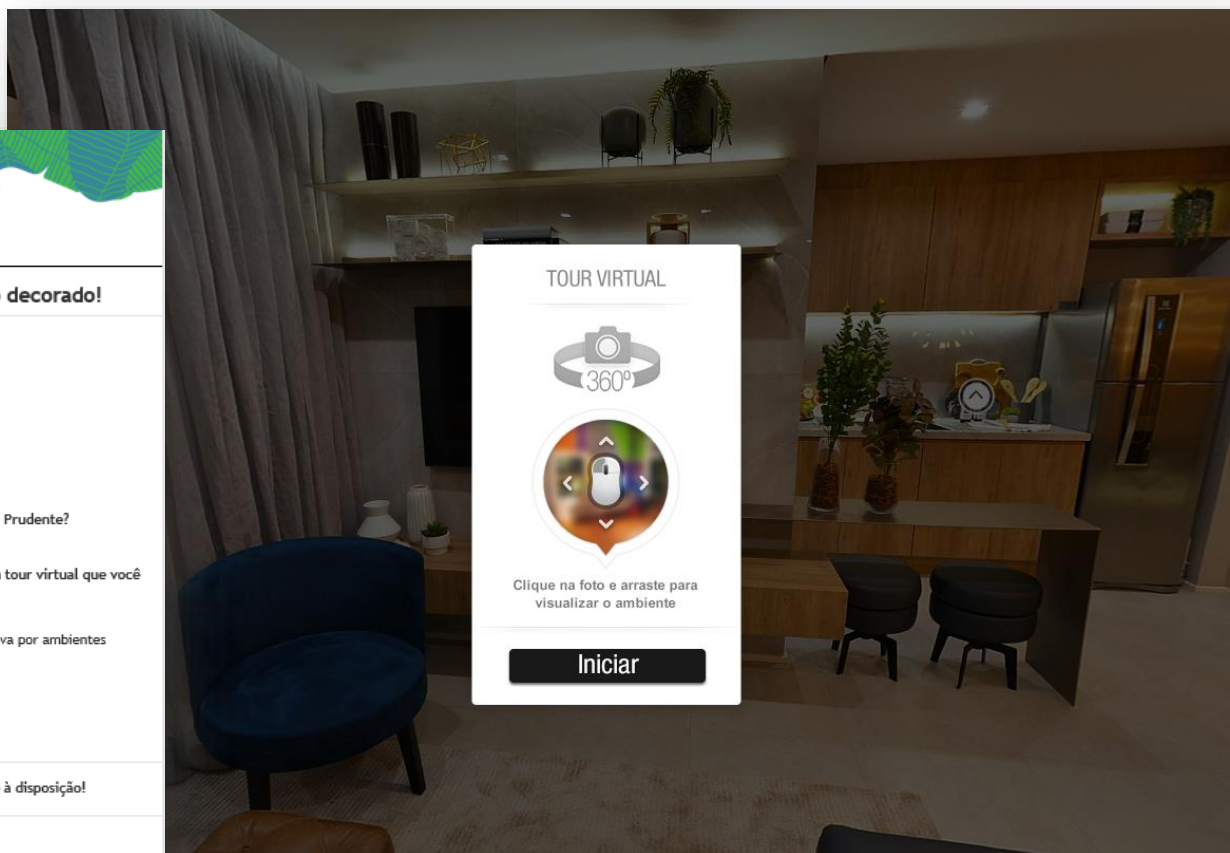 decorado!
Prudente?
tour virtual que você
por ambientes
à disposição!
TOUR VIRTUAL
360º
Clique na foto e arraste para
visualizar o ambiente
Iniciar